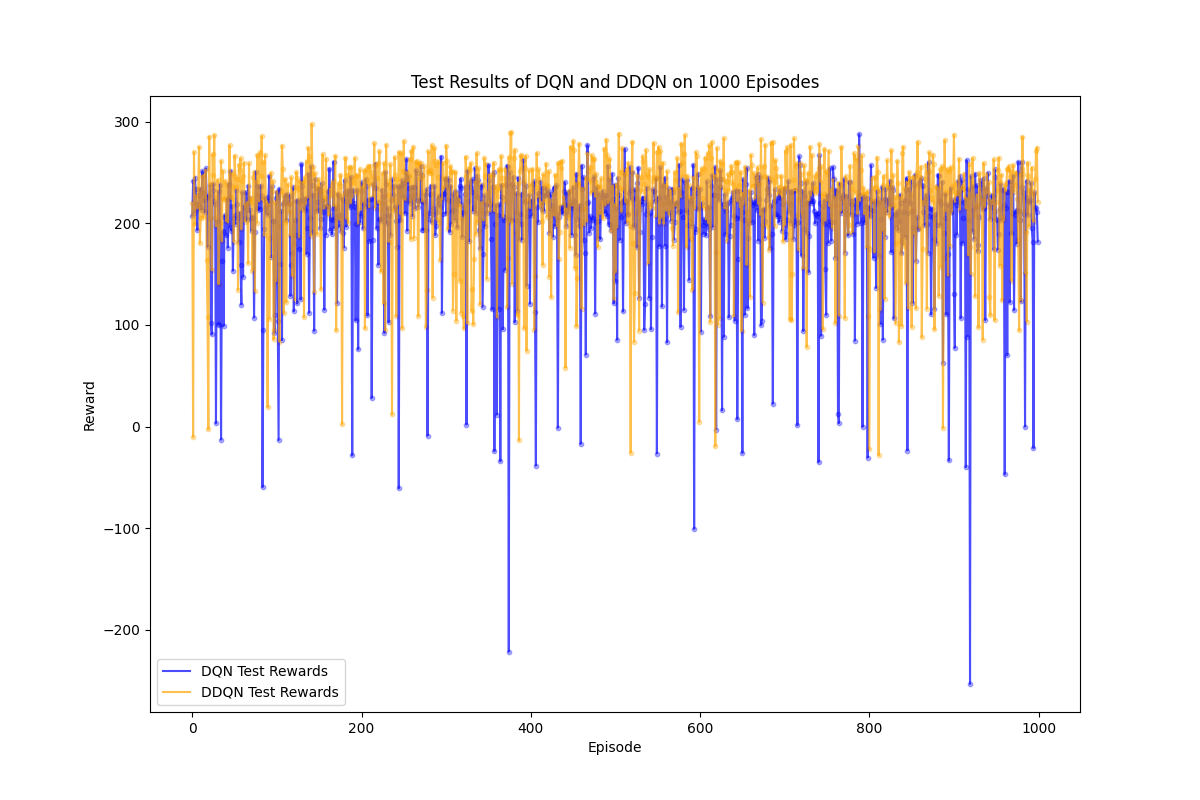 Test Results of DQN and DDQN on 1000 Episodes
300
200
100
0
−100
−200
Reward
DQN Test Rewards
DDQN Test Rewards
0 200 400 600 800 1000
Episode